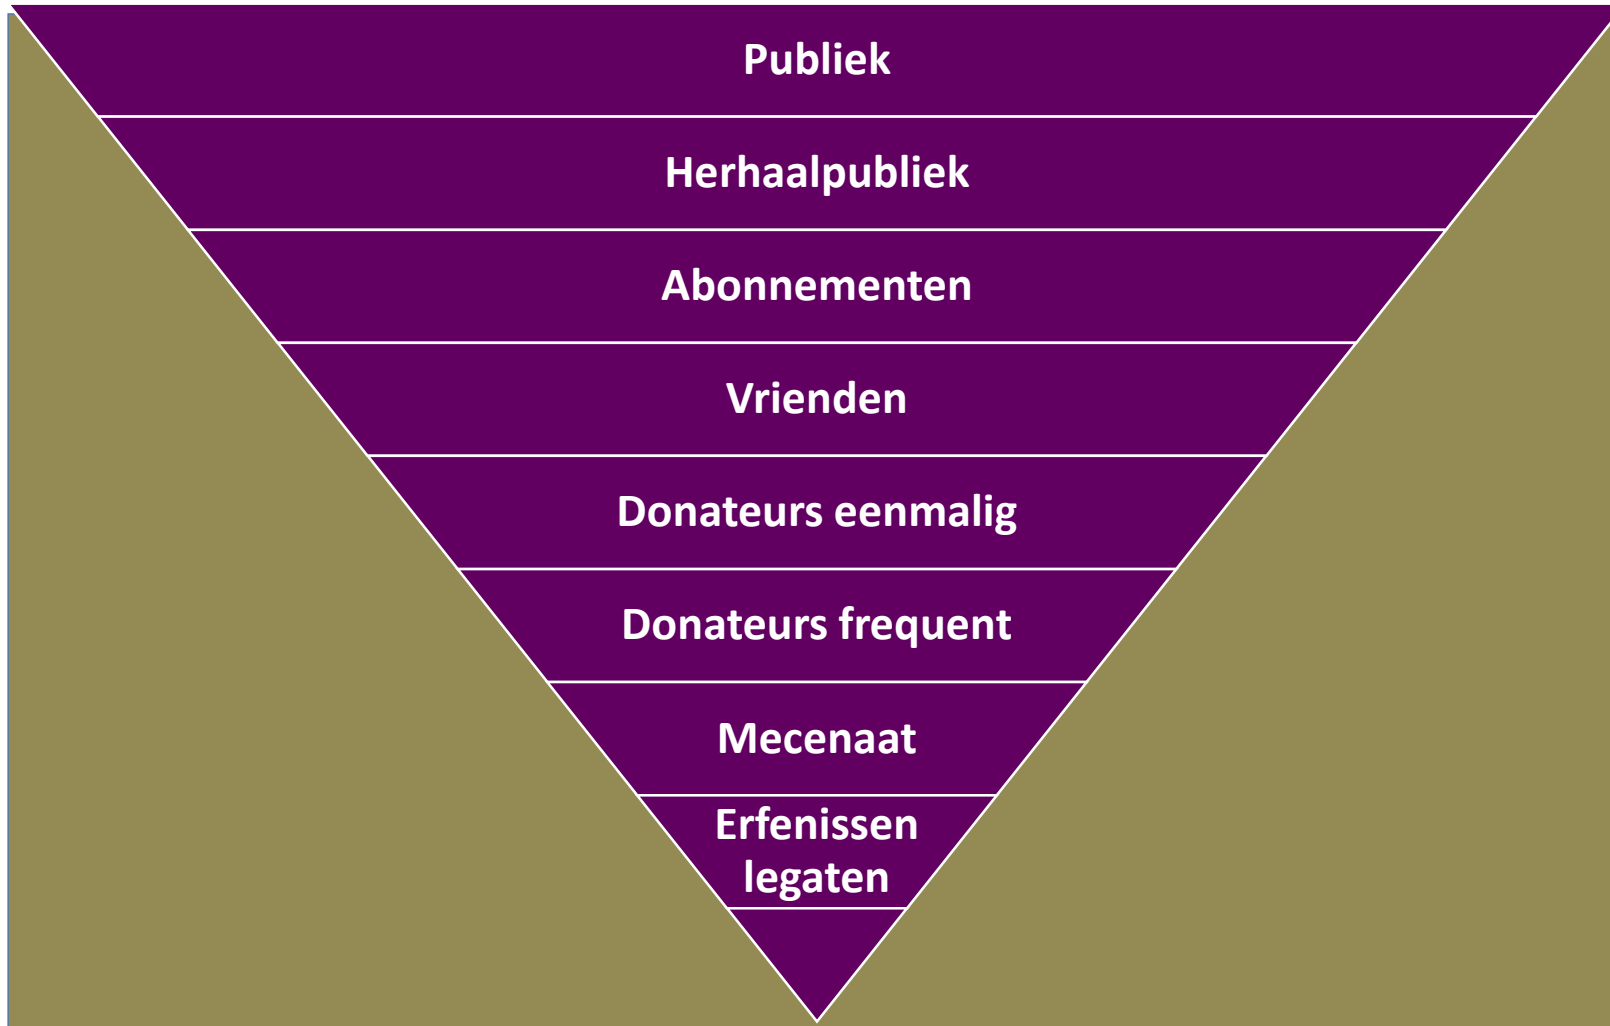 Publiek
Herhaalpubliek
Abonnementen
Vrienden
Donateurs eenmalig
Donateurs frequent
Mecenaat
Erfenissen
legaten